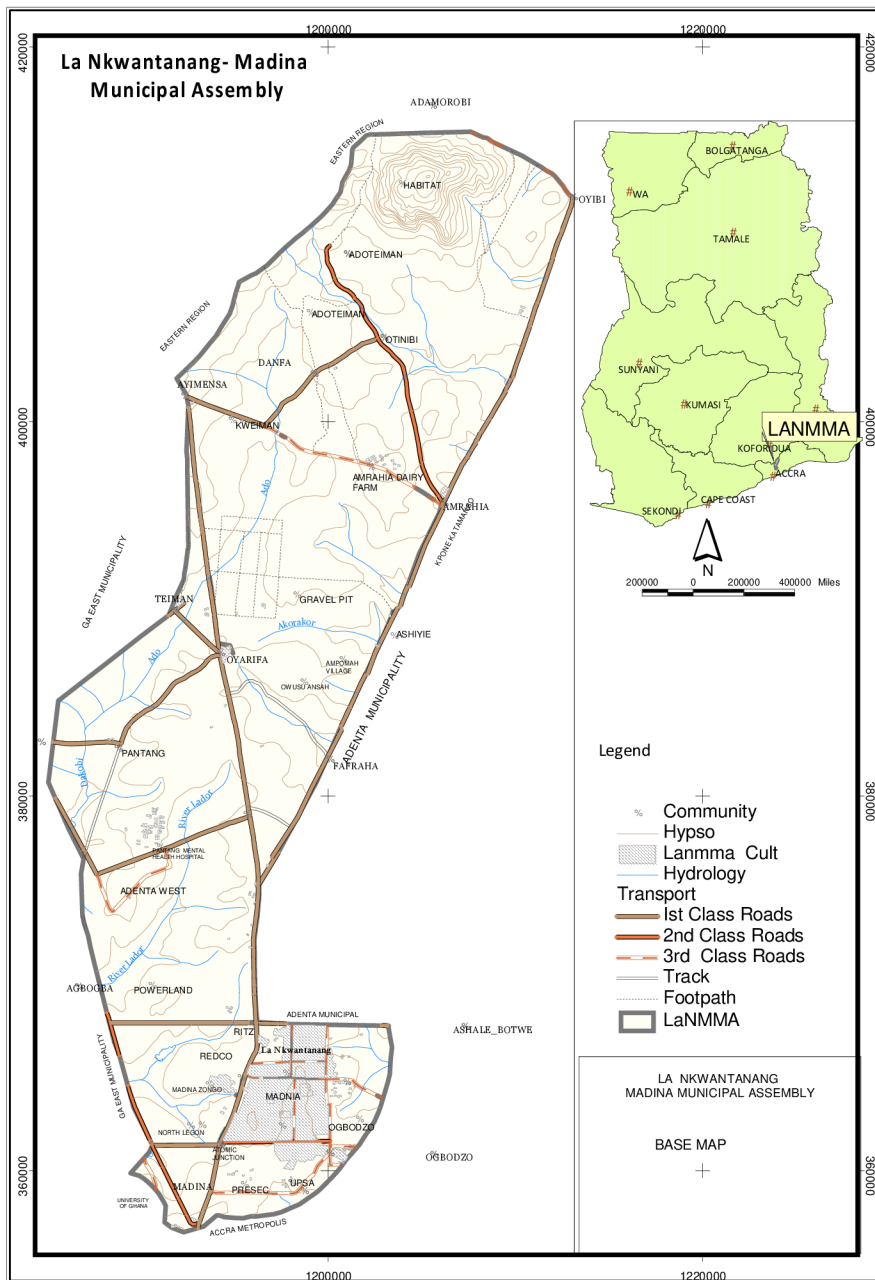 1200000
1220000
420000
420000
La Nkwantanang- Madina
Municipal Assembly
ADAMOROBI
EASTERN REGION
HABITAT
OYIBI
ADOTEIMAN
ADOTEIMAN
EASTERN REGION
OTINIBI
DANFA
AYIMENSA
KWEIMAN
400000
400000
Ado
AMRAHIA DAIRY
FARM
AMRAHIA
KPONE KATAMANSO
GA EAST MUNICIPALITY
TEIMAN
GRAVEL PIT
Akorakor
ASHIYIE
Ado
OYARIFA
AMPOMAH
VILLAGE
OWUSU ANSAH
ADENTA MUNICIPALITY
PANTANG
FAFRAHA
Dakobi
380000
380000
River Lador
PANTANG MENTAL
HEALTH HOSPITAL
ADENTA WEST
River Lador
AGBOGBA
POWERLAND
ADENTA MUNICIPAL
RITZ
ASHALE_BOTWE
La Nkwantanang
REDCO
GA EAST MUNICIPALITY
MADINA ZONGO
MADNIA
OGBODZO
NORTH LEGON
ATOMIC
JUNCTION
OGBODZO
360000
360000
MADINA
PRESEC
UPSA
UNIVERSITY
OF GHANA
ACCRA METROPOLIS
1200000
1220000
BOLGATANGA
WA
TAMALE
SUNYANI
KUMASI
LANMMA
KOFORIDUA
ACCRA
CAPE COAST
SEKONDI
N
200000 0 200000 400000 Miles
Legend
Community
Hypso
Lanmma Cult
Hydrology
Transport
Ist Class Roads
2nd Class Roads
3rd Class Roads
Track
Footpath
LaNMMA
LA NKWANTANANG
MADINA MUNICIPAL ASSEMBLY
BASE MAP